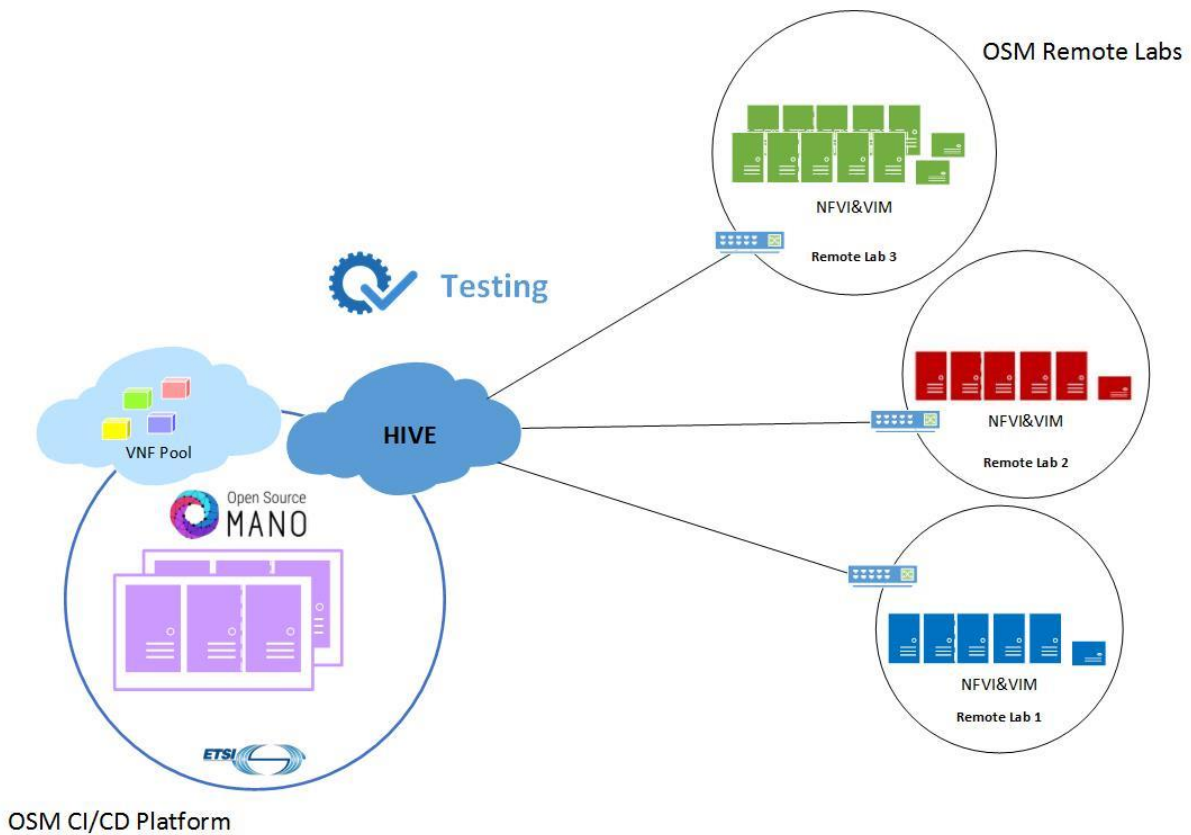 OSM Remote Labs
NFVI&VIM
Remote Lab 3
Testing
NFVI&VIM
Remote Lab 2
VNF Pool
HIVE
Open Source
MANO
NFVI&VIM
Remote Lab 1
ETSI
OSM CI/CD Platform